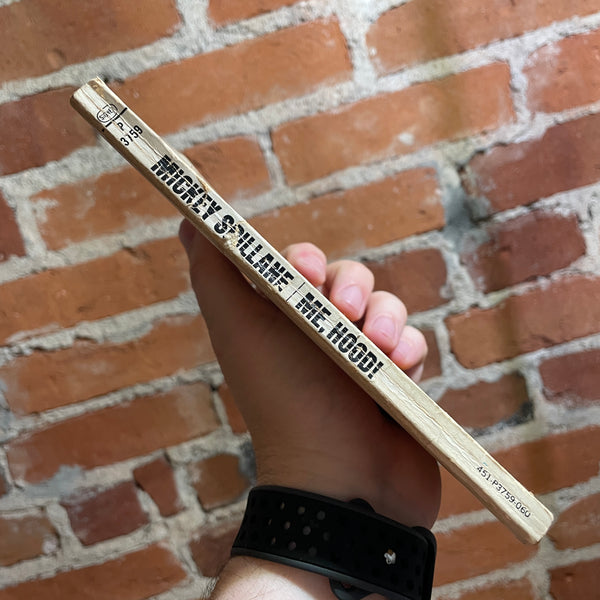 SIGNET
P
3759
MICKEY SPILLANE | ME, HOOD!
451-P3759-060